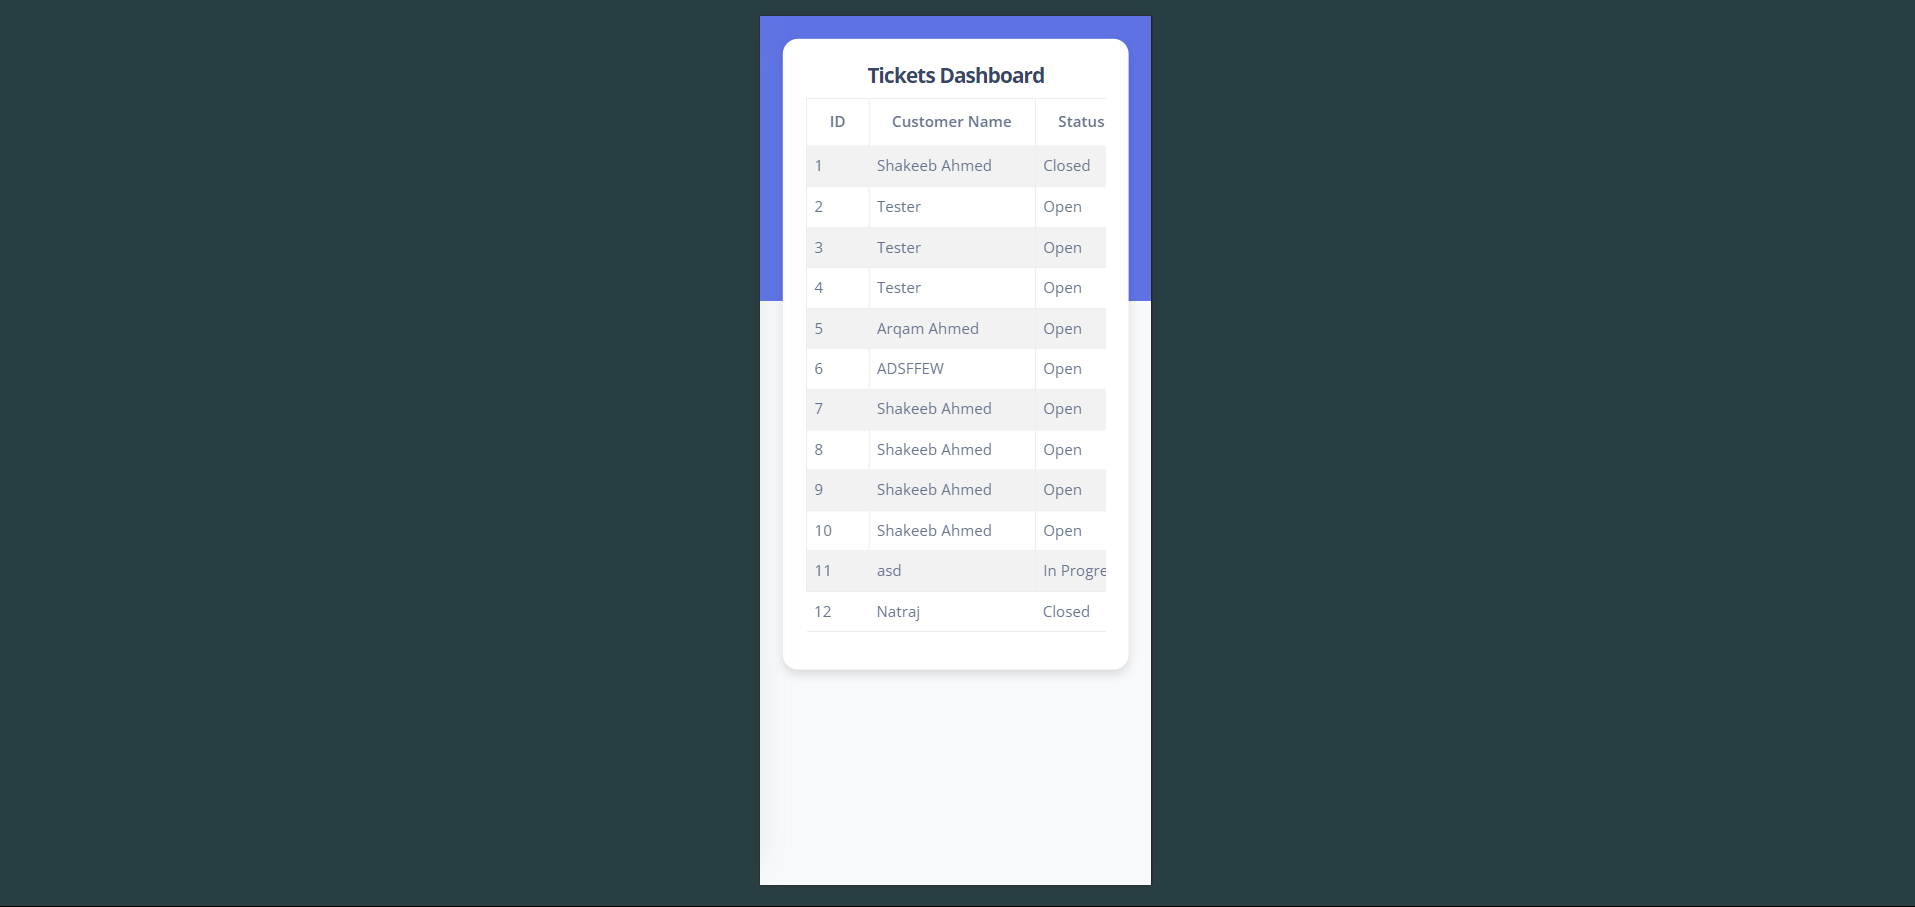 Tickets Dashboard
ID Customer Name Status
1 Shakeeb Ahmed Closed
2 Tester Open
3 Tester Open
4 Tester Open
5 Arqam Ahmed Open
6 ADSFFEW Open
7 Shakeeb Ahmed Open
8 Shakeeb Ahmed Open
9 Shakeeb Ahmed Open
10 Shakeeb Ahmed Open
11 asd In Progre
12 Natraj Closed